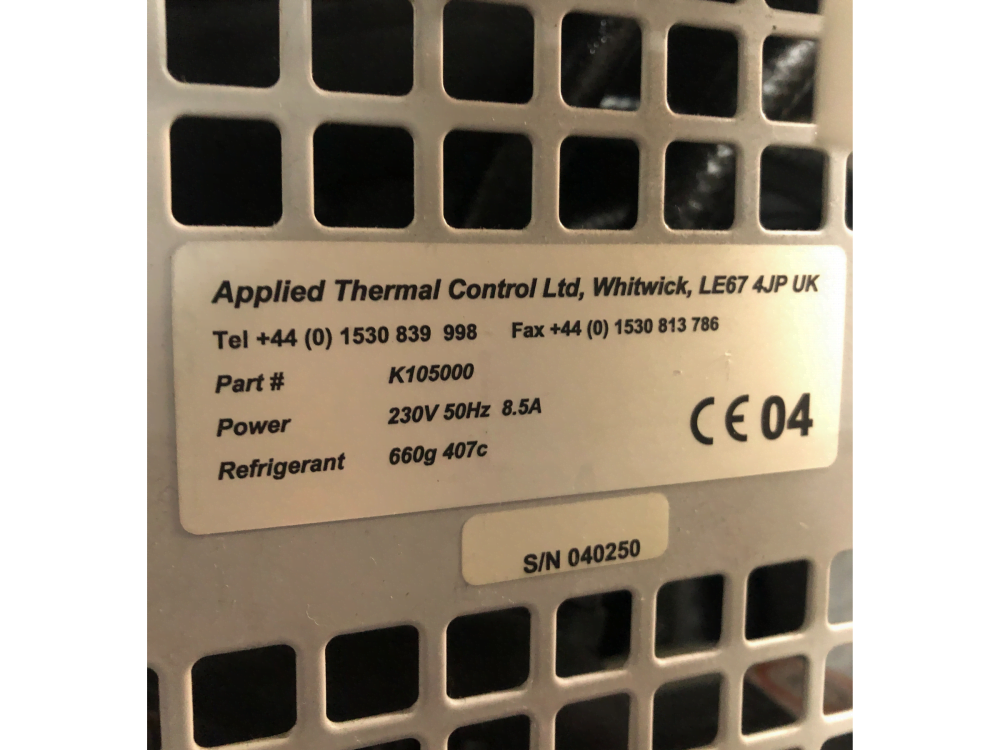 Applied Thermal Control Ltd, Whitwick, LE67 4JP UK
Tel +44 (0) 1530 839 998 Fax +44 (0) 1530 813 786
Part # K105000
Power 230V 50Hz 8.5A
Refrigerant 660g 407c
CE 04
S/N 040250